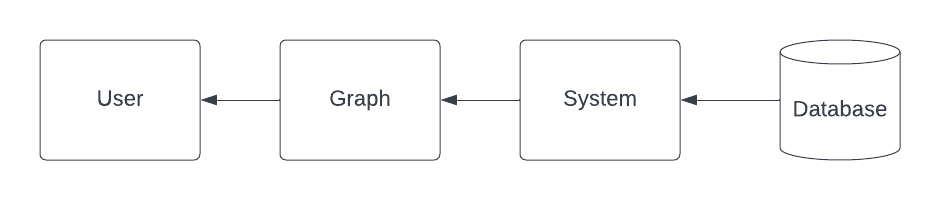 User
Graph
System
Database